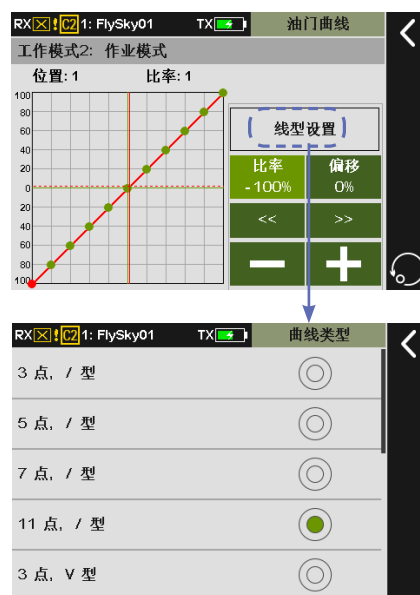 RX ! C2 1: FlySky01 TX 油门曲线
工作模式2: 作业模式
位置: 1 比率: 1
100
80
60
40
20
0
20
40
60
80
100
线型设置
比率 偏移
-100% 0%
<< >>
− +
RX ! C2 1: FlySky01 TX 曲线类型
3 点, / 型
5 点, / 型
7 点, / 型
11 点, / 型
3 点, V 型